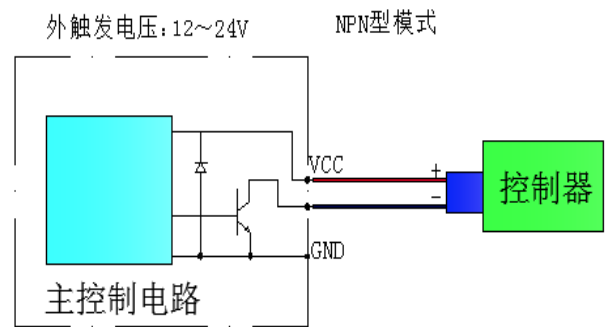 外触发电压:12～24V
NPN型模式
VCC
+
控制器
-
GND
主控制电路